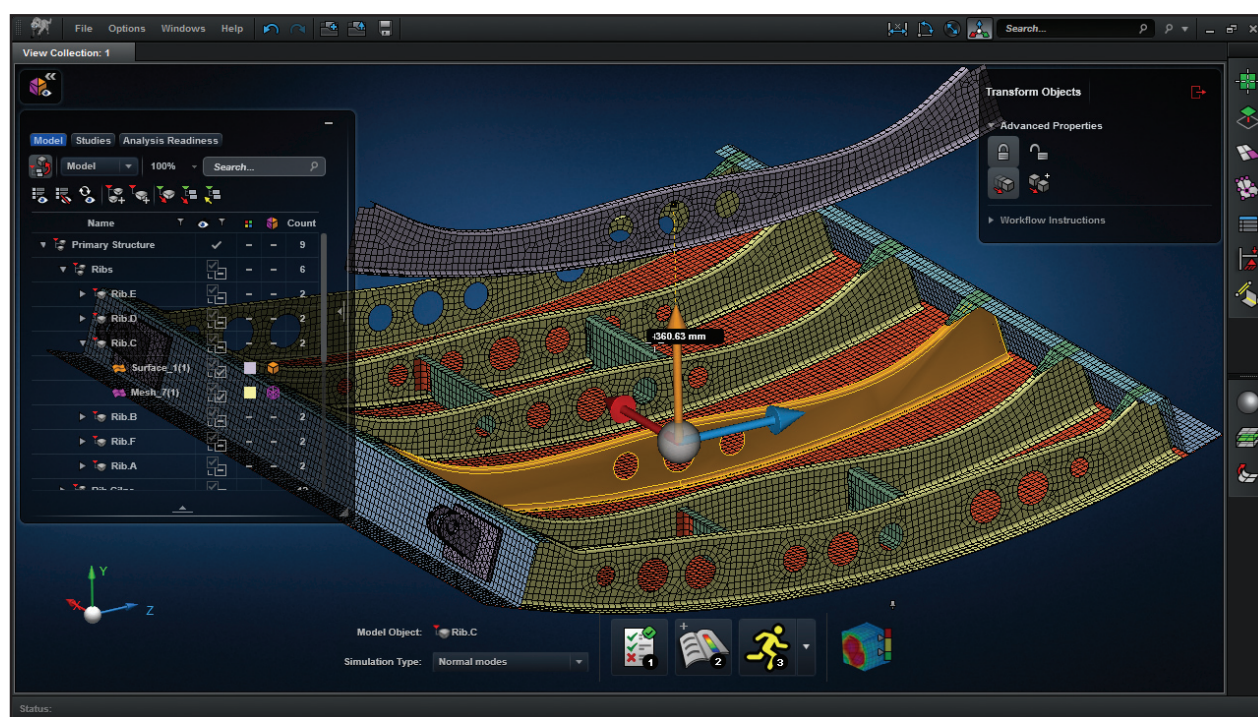 File Options Windows Help
Search...
View Collection: 1
Transform Objects
Advanced Properties
Workflow Instructions
Model Studies Analysis Readiness
Model 100% Search...
Name Count
Primary Structure 9
Ribs 6
Rib.E 2
Rib.D 2
Rib.C 2
Surface_1(1)
Mesh_7(1)
Rib.B 2
Rib.F 2
Rib.A 2
360.63 mm
Y
X
Z
Model Object: Rib.C
Simulation Type: Normal modes
1
2
3
Status: